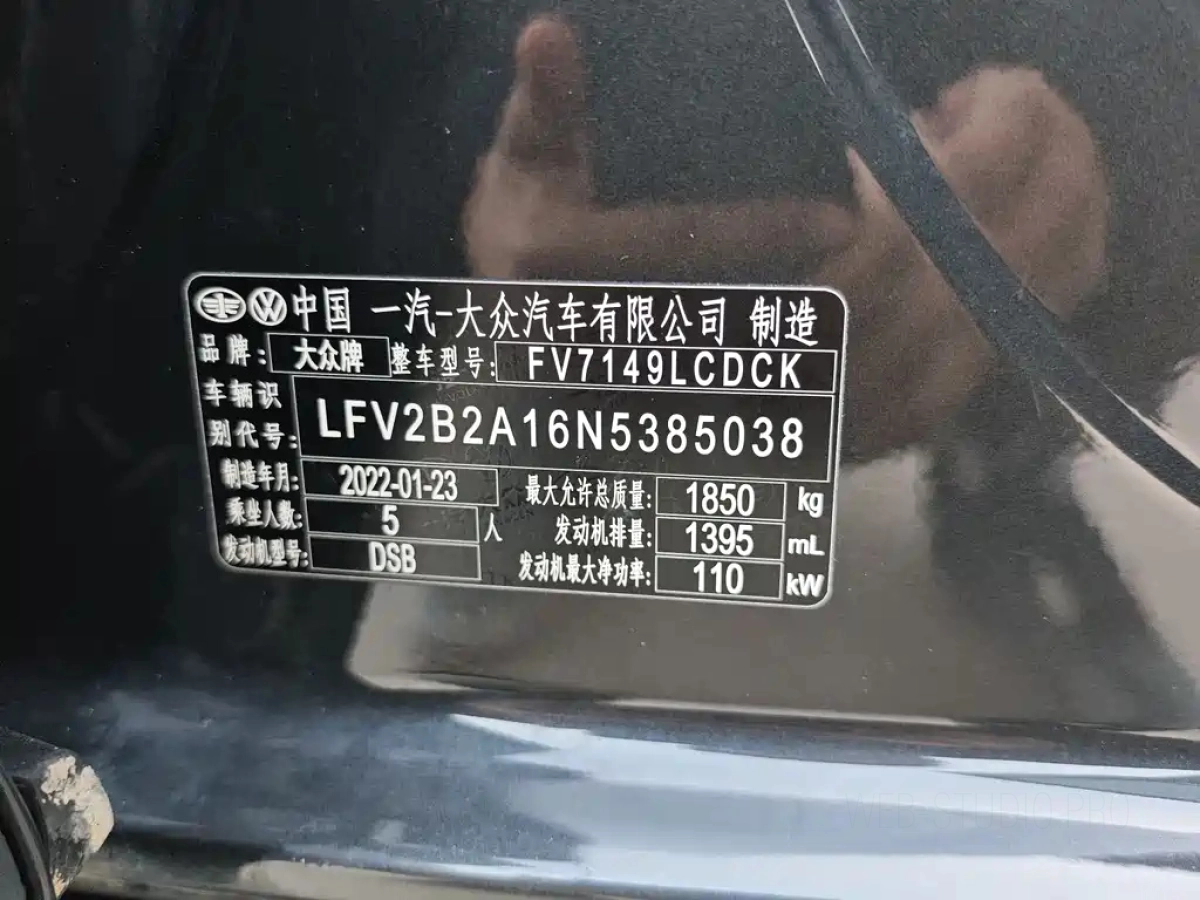 中国 一汽-大众汽车有限公司 制造
品牌: 大众牌 整车型号: FV7149LCDCK
车辆识
别代号: LFV2B2A16N5385038
制造年月: 2022-01-23 最大允许总质量: 1850 kg
乘坐人数: 5 人 发动机排量: 1395 mL
发动机型号: DSB 发动机最大净功率: 110 kW